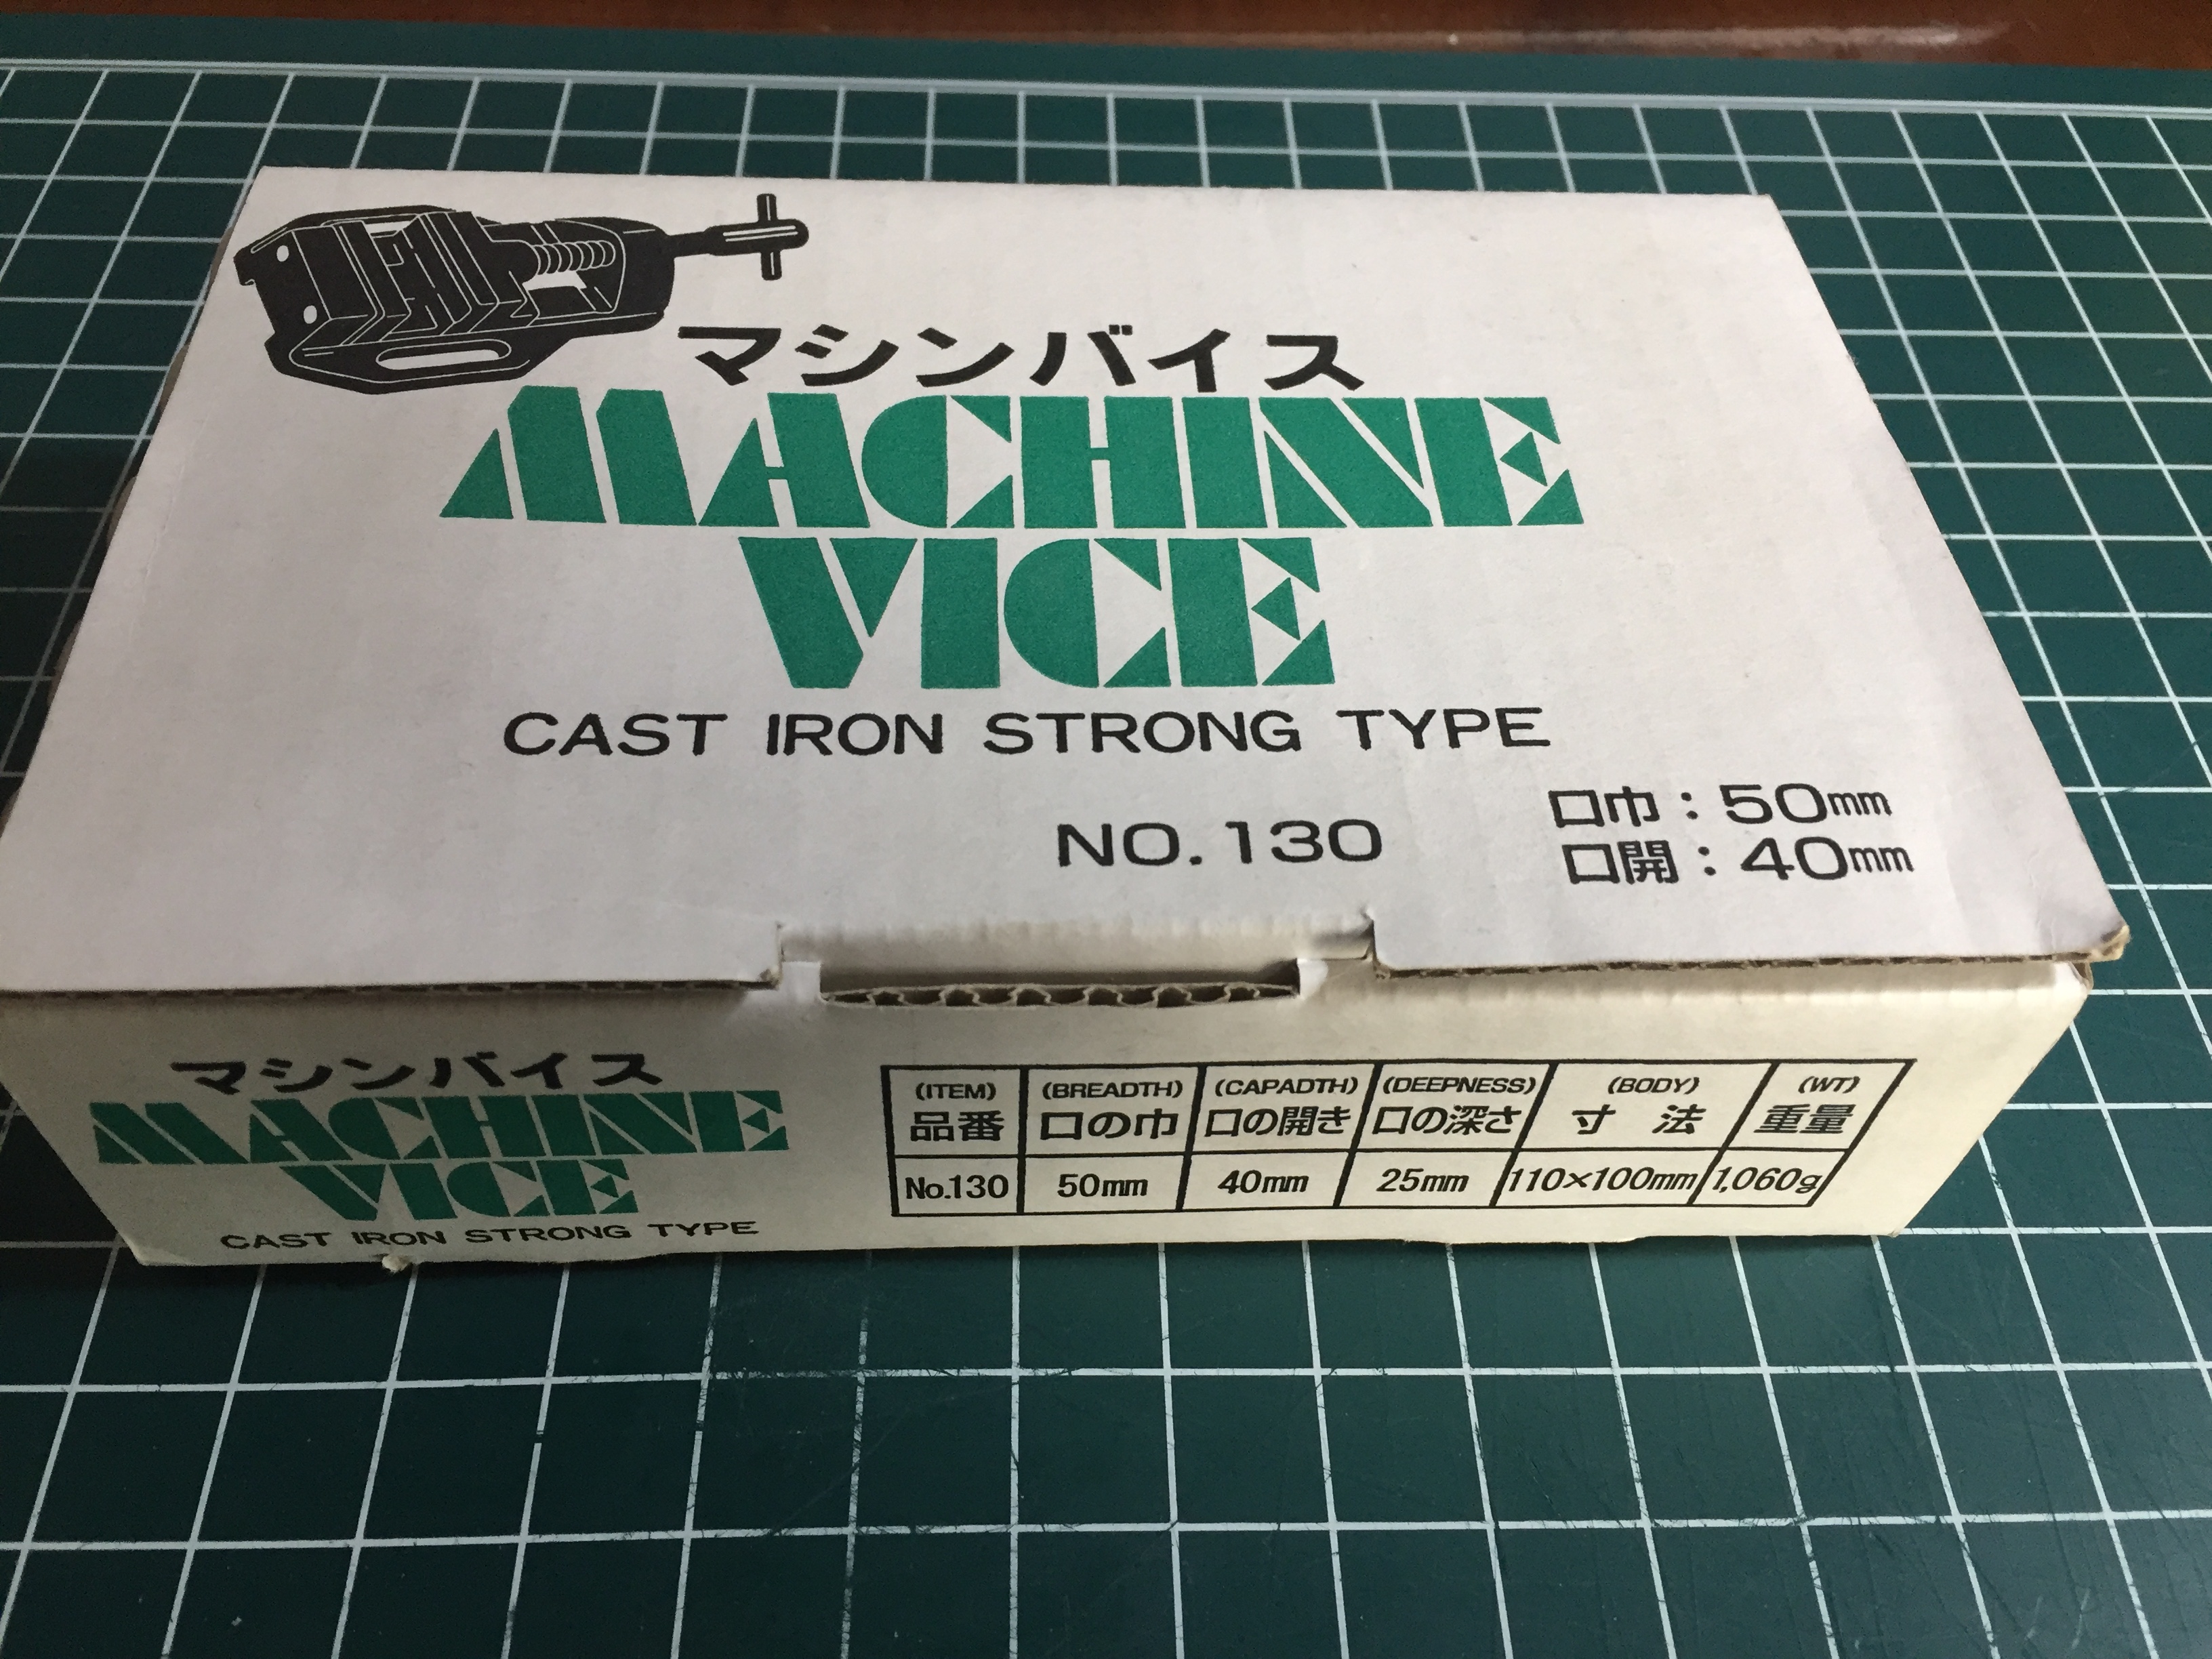 マシンバイス
MACHINE
VICE
CAST IRON STRONG TYPE
NO.130
口巾：50mm
口開：40mm
マシンバイス
MACHINE
VICE
CAST IRON STRONG TYPE
(ITEM) (BREADTH) (CAPADTH) (DEEPNESS) (BODY) (WT)
品番 口の巾 口の開き 口の深さ 寸 法 重量
No.130 50mm 40mm 25mm 110×100mm 1,060g